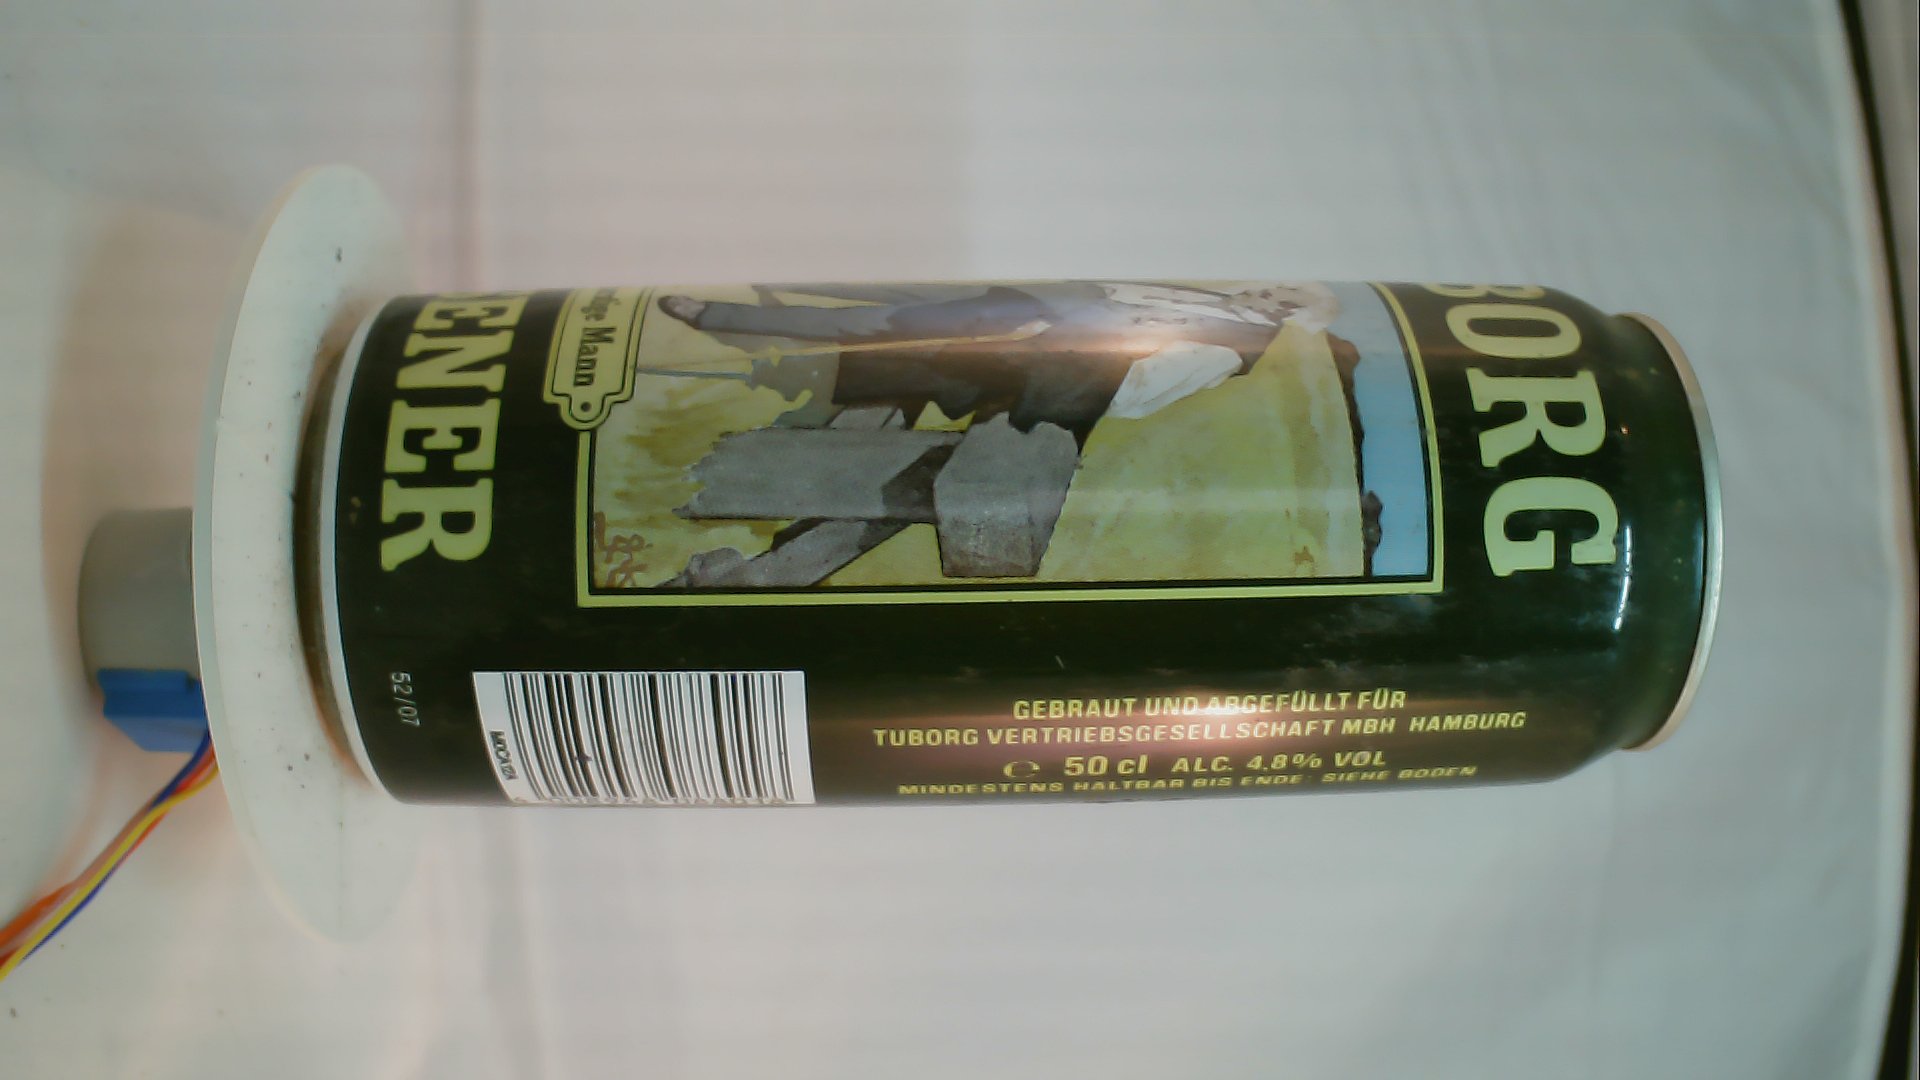 BORG
Mann
ENER
GEBRAUT UND ABGEFÜLLT FÜR
TUBORG VERTRIEBSGESELLSCHAFT MBH HAMBURG
e 50 cl ALC. 4,8% VOL
MINDESTENS HALTBAR BIS ENDE: SIEHE BODEN
52/07